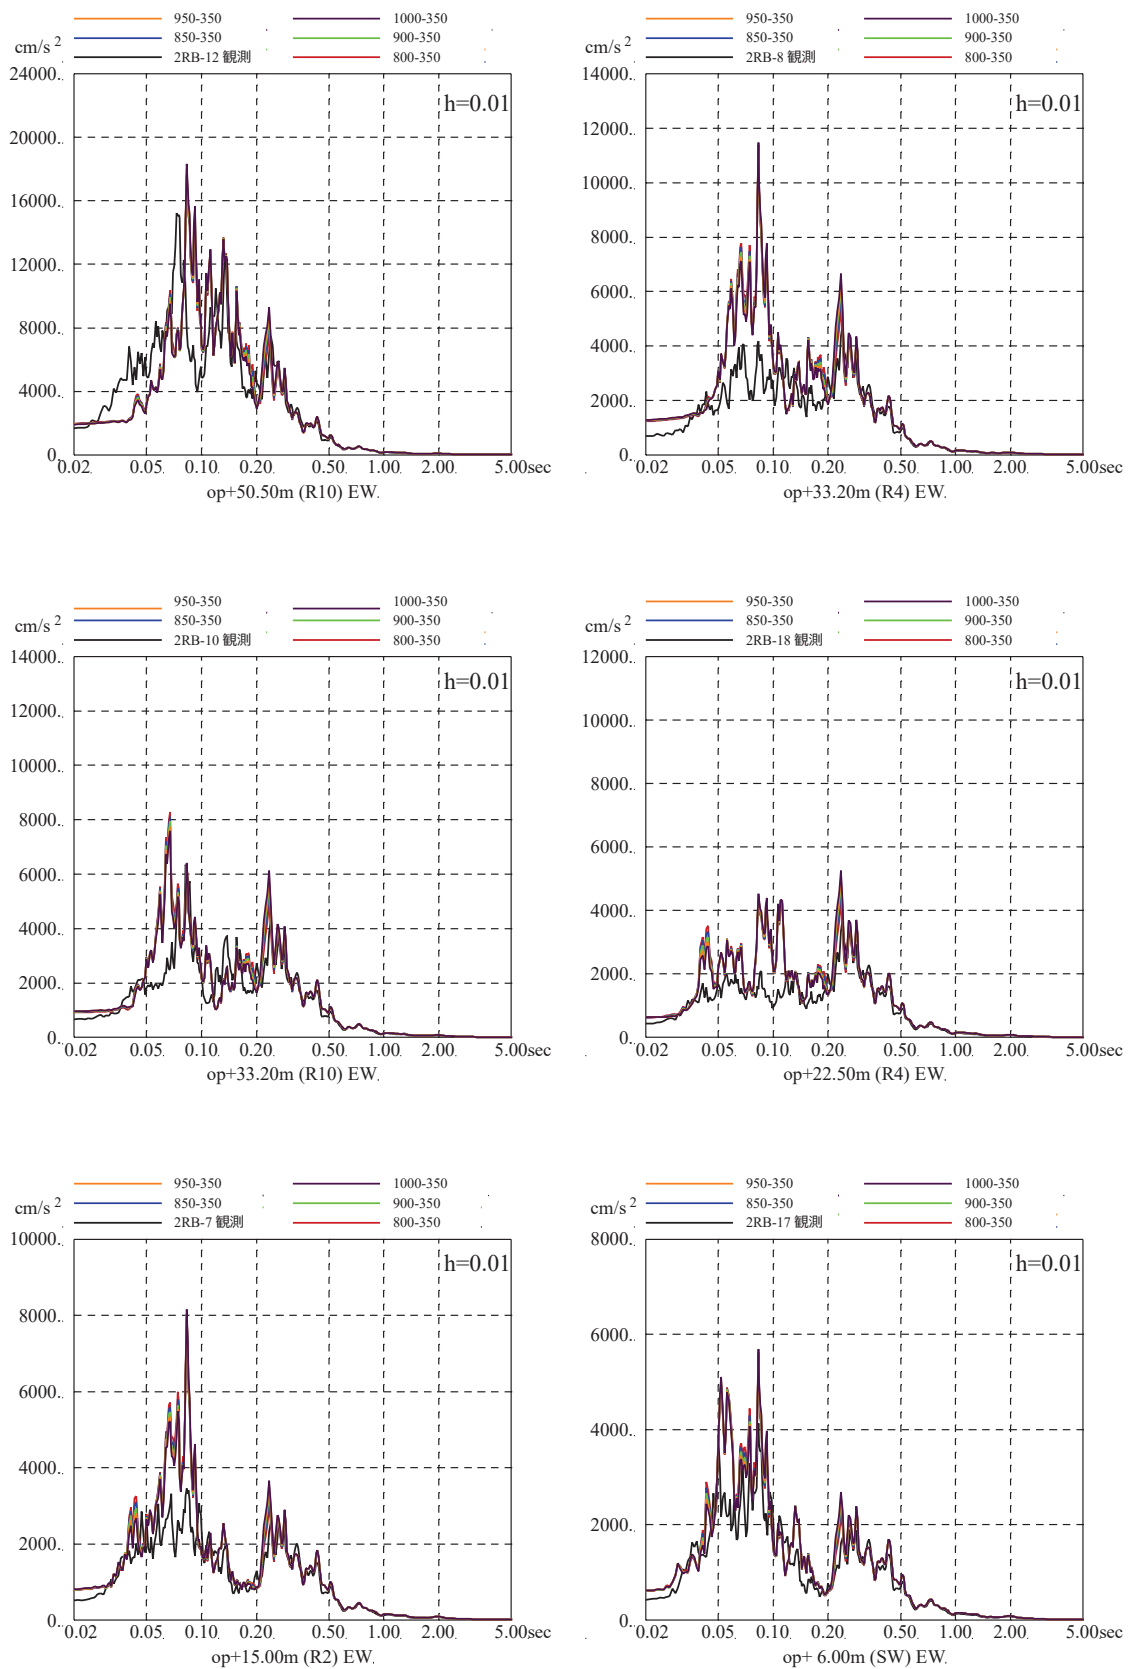 950-350 1000-350
850-350 900-350
2RB-12 観測 800-350
cm/s 2
h=0.01
24000.
20000.
16000.
12000.
8000.
4000.
0.
0.02 0.05 0.10 0.20 0.50 1.00 2.00 5.00sec
op+50.50m (R10) EW.
950-350 1000-350
850-350 900-350
2RB-8 観測 800-350
cm/s 2
h=0.01
14000.
12000.
10000.
8000.
6000.
4000.
2000.
0.
0.02 0.05 0.10 0.20 0.50 1.00 2.00 5.00sec
op+33.20m (R4) EW.
950-350 1000-350
850-350 900-350
2RB-10 観測 800-350
cm/s 2
h=0.01
14000.
12000.
10000.
8000.
6000.
4000.
2000.
0.
0.02 0.05 0.10 0.20 0.50 1.00 2.00 5.00sec
op+33.20m (R10) EW.
950-350 1000-350
850-350 900-350
2RB-18 観測 800-350
cm/s 2
h=0.01
12000.
10000.
8000.
6000.
4000.
2000.
0.
0.02 0.05 0.10 0.20 0.50 1.00 2.00 5.00sec
op+22.50m (R4) EW.
950-350 1000-350
850-350 900-350
2RB-7 観測 800-350
cm/s 2
h=0.01
10000.
8000.
6000.
4000.
2000.
0.
0.02 0.05 0.10 0.20 0.50 1.00 2.00 5.00sec
op+15.00m (R2) EW.
950-350 1000-350
850-350 900-350
2RB-17 観測 800-350
cm/s 2
h=0.01
8000.
6000.
4000.
2000.
0.
0.02 0.05 0.10 0.20 0.50 1.00 2.00 5.00sec
op+ 6.00m (SW) EW.